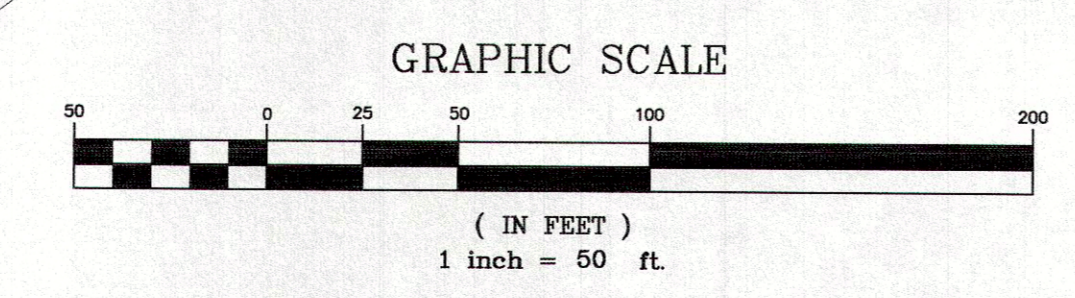 GRAPHIC SCALE
50 0 25 50 100 200
( IN FEET )
1 inch = 50 ft.